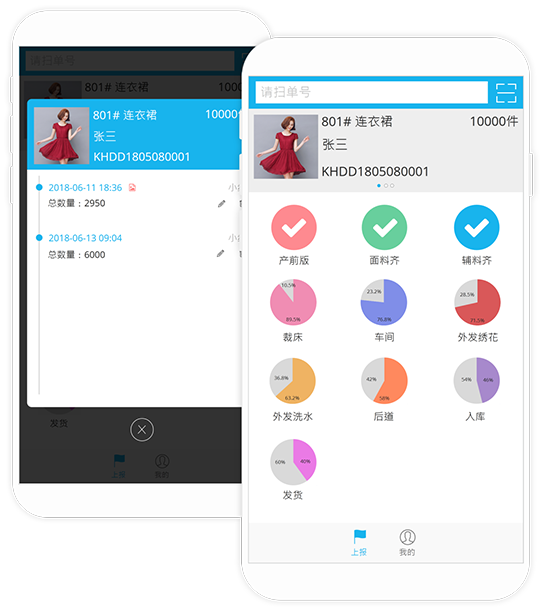 请扫单号
801# 连衣裙
1000
801# 连衣裙 10000
张三
KHDD1805080001
2018-06-11 18:36
总数量：2950
2018-06-13 09:04
总数量：6000
发货
上报 我的
请扫单号
801# 连衣裙 10000件
张三
KHDD1805080001
产前版 面料齐 辅料齐
10.5% 23.2% 28.5%
89.5% 76.8% 71.5%
裁床 车间 外发绣花
36.8% 42% 54% 46%
63.2% 58%
外发洗水 后道 入库
60% 40%
发货
上报 我的